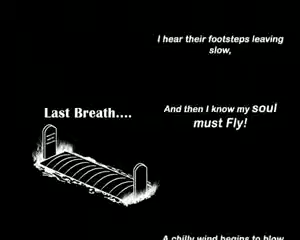 I hear their footsteps leaving
slow,
Last Breath....
And then I know my soul
must Fly!
A chilly wind begins to blow